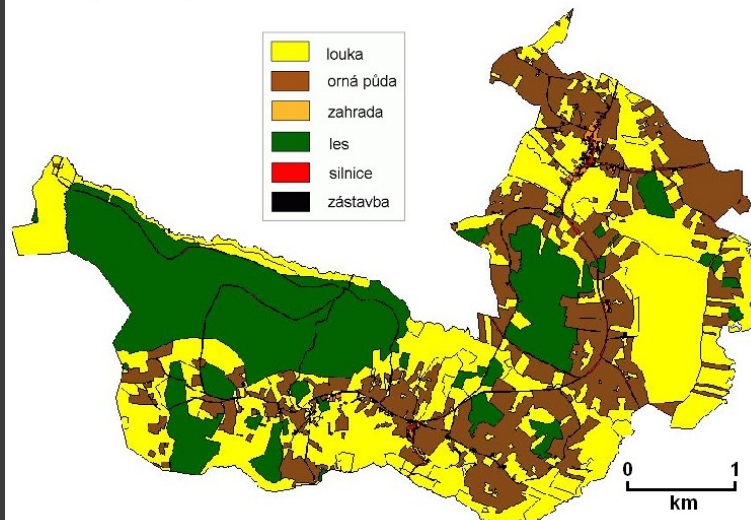 louka
orná půda
zahrada
les
silnice
zástavba
0 1
km